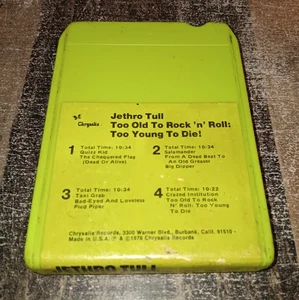 Chrysalis
Jethro Tull
Too Old To Rock 'n' Roll:
Too Young To Die!
1 Total Time: 10:34
Quizz Kid
The Chequered Flag
(Dead Or Alive)
2 Total Time: 10:34
Salamander
From A Dead Beat To
An Old Greaser
Big Dipper
3 Total Time: 10:34
Taxi Grab
Bad-Eyed And Loveless
Pied Piper
4 Total Time: 10:22
Crazed Institution
Too Old To Rock
N' Roll: Too Young
To Die
Chrysalis Records, 3300 Warner Blvd., Burbank, Calif. 91510 -
Made in U.S.A. ℗ & © 1976 Chrysalis Records
JETHRO TULL